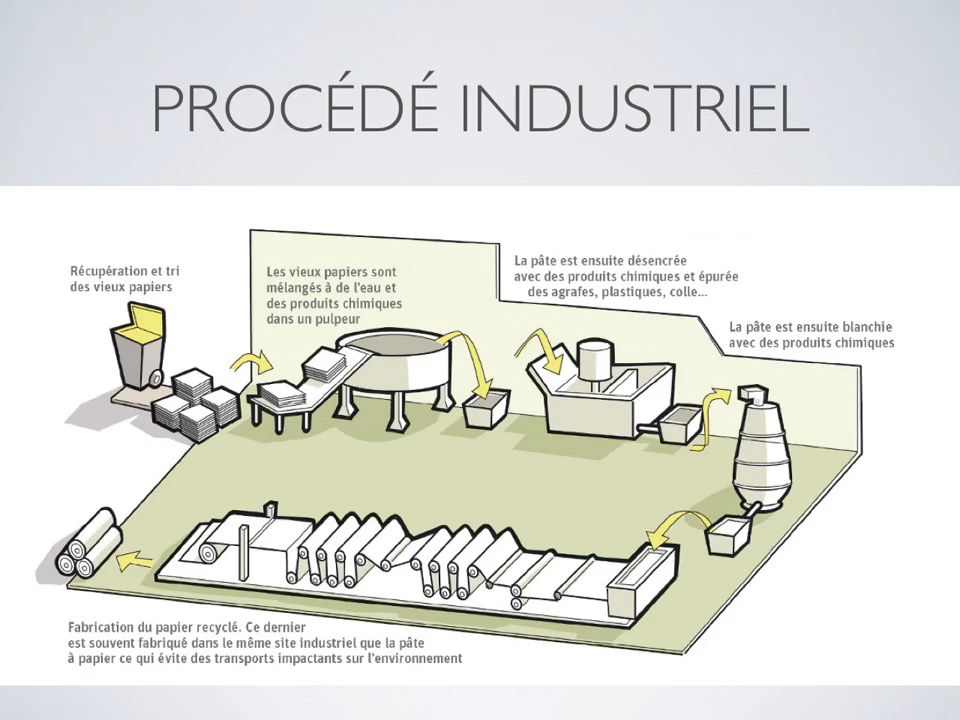 PROCÉDÉ INDUSTRIEL
Récupération et tri
des vieux papiers
Les vieux papiers sont
mélangés à de l'eau et
des produits chimiques
dans un pulpeur
La pâte est ensuite désencrée
avec des produits chimiques et épurée
des agrafes, plastiques, colle...
La pâte est ensuite blanchie
avec des produits chimiques
Fabrication du papier recyclé. Ce dernier
est souvent fabriqué dans le même site industriel que la pâte
à papier ce qui évite des transports impactants sur l'environnement